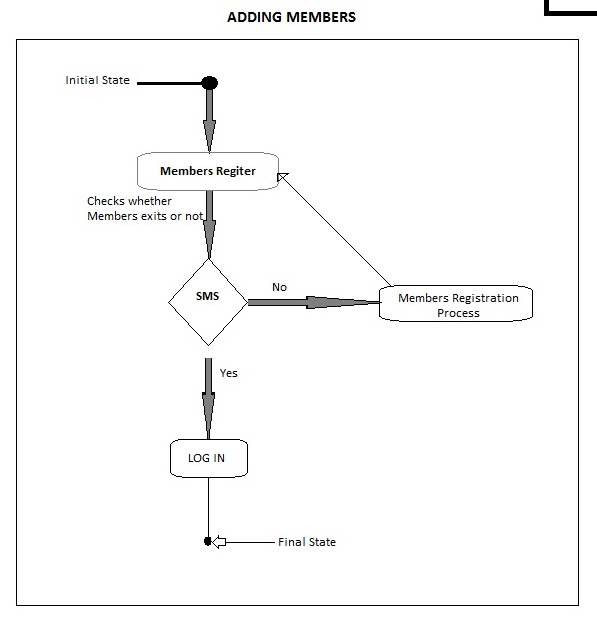 ADDING MEMBERS
Initial State
Members Regiter
Checks whether
Members exits or not
SMS
No
Members Registration
Process
Yes
LOG IN
Final State